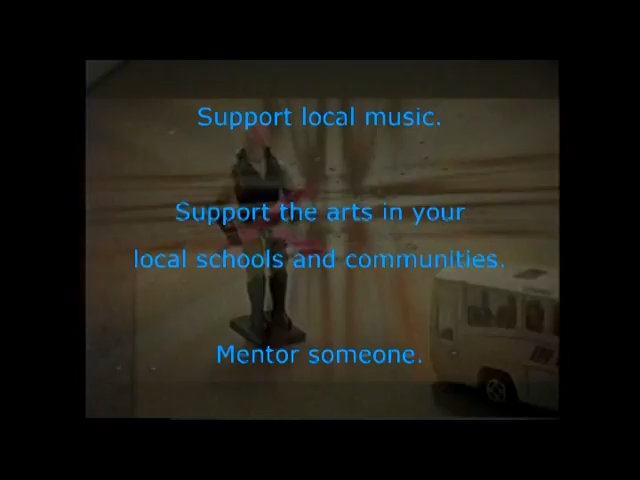 Support local music.
Support the arts in your
local schools and communities.
Mentor someone.